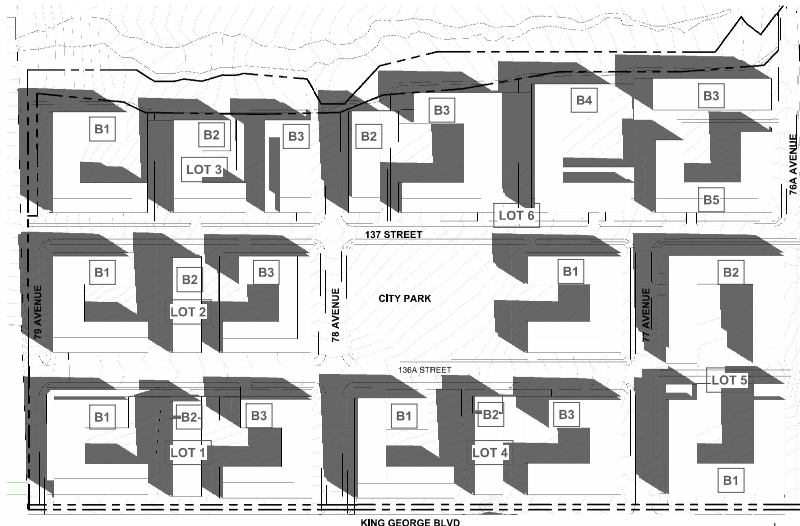 B3
B4
B3
B1
B2
B3
B2
LOT 3
76A AVENUE
B5
LOT 6
137 STREET
B1
B2
B3
B1
B2
79 AVENUE
78 AVENUE
CITY PARK
77 AVENUE
LOT 2
136A STREET
LOT 5
B1
B2
B3
B1
B2
B3
LOT 1
LOT 4
B1
KING GEORGE BLVD